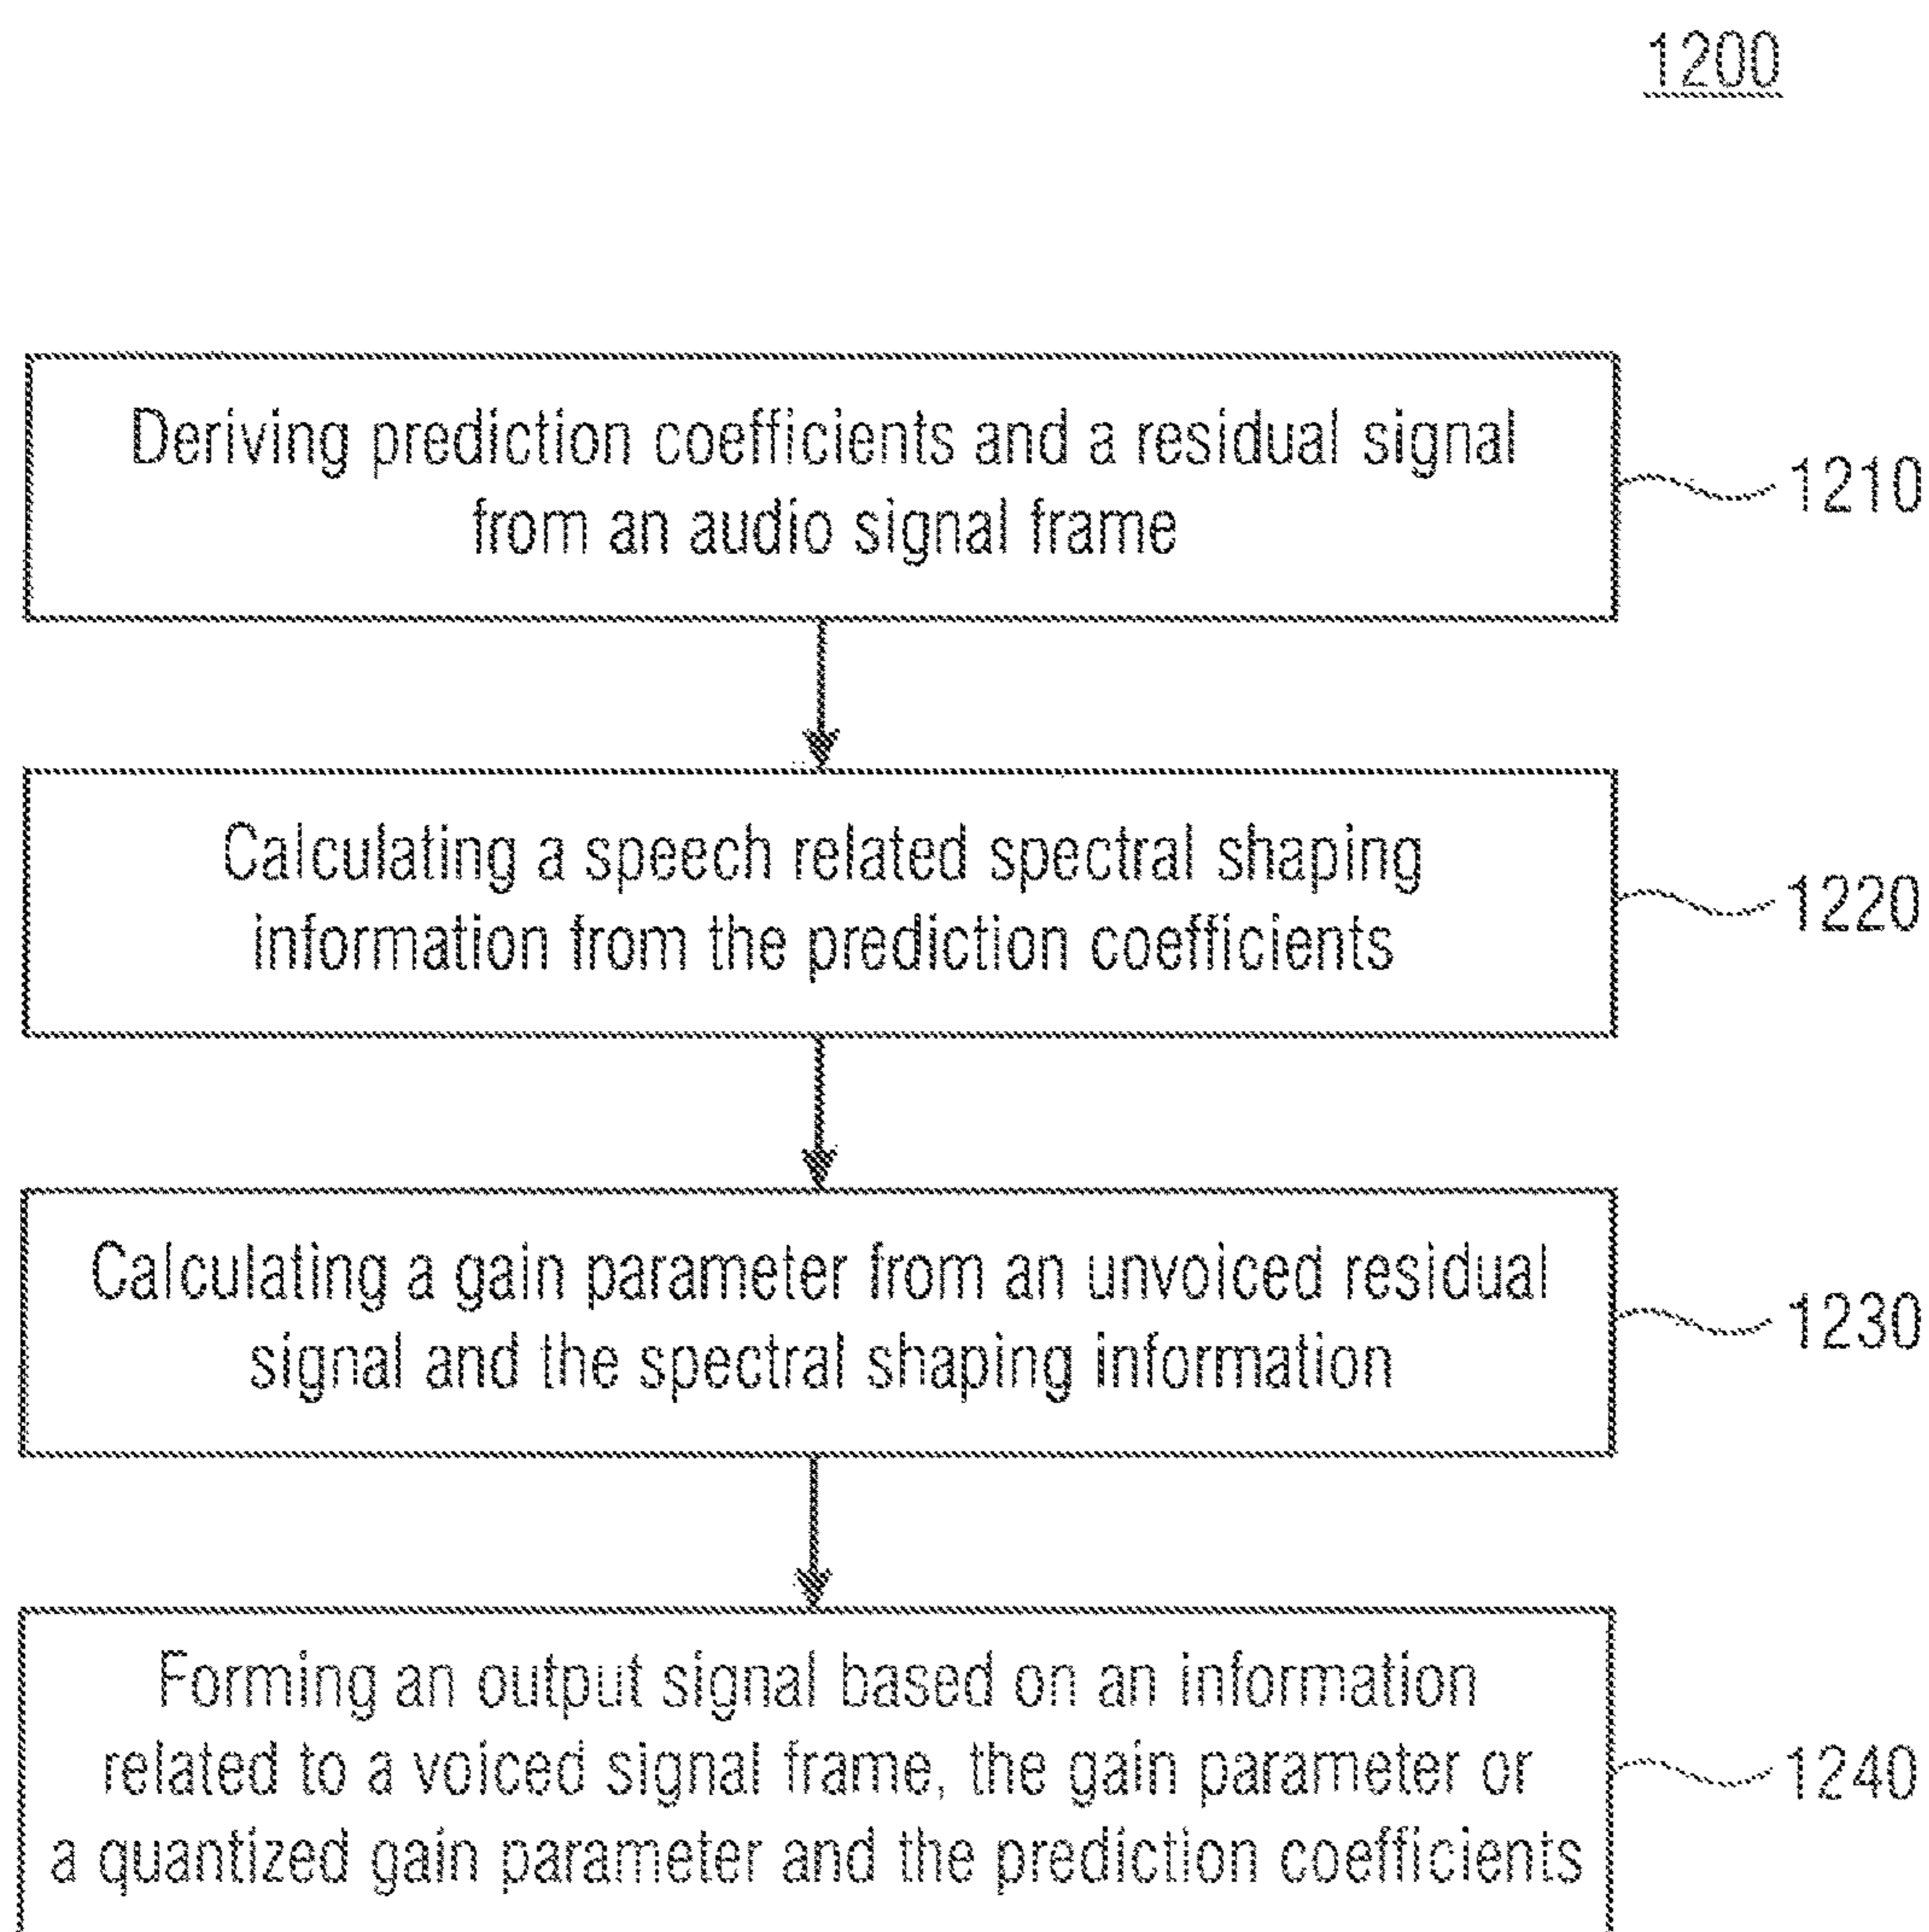 1200
Deriving prediction coefficients and a residual signal
from an audio signal frame
1210
Calculating a speech related spectral shaping
information from the prediction coefficients
1220
Calculating a gain parameter from an unvoiced residual
signal and the spectral shaping information
1230
Forming an output signal based on an information
related to a voiced signal frame, the gain parameter or
a quantized gain parameter and the prediction coefficients
1240